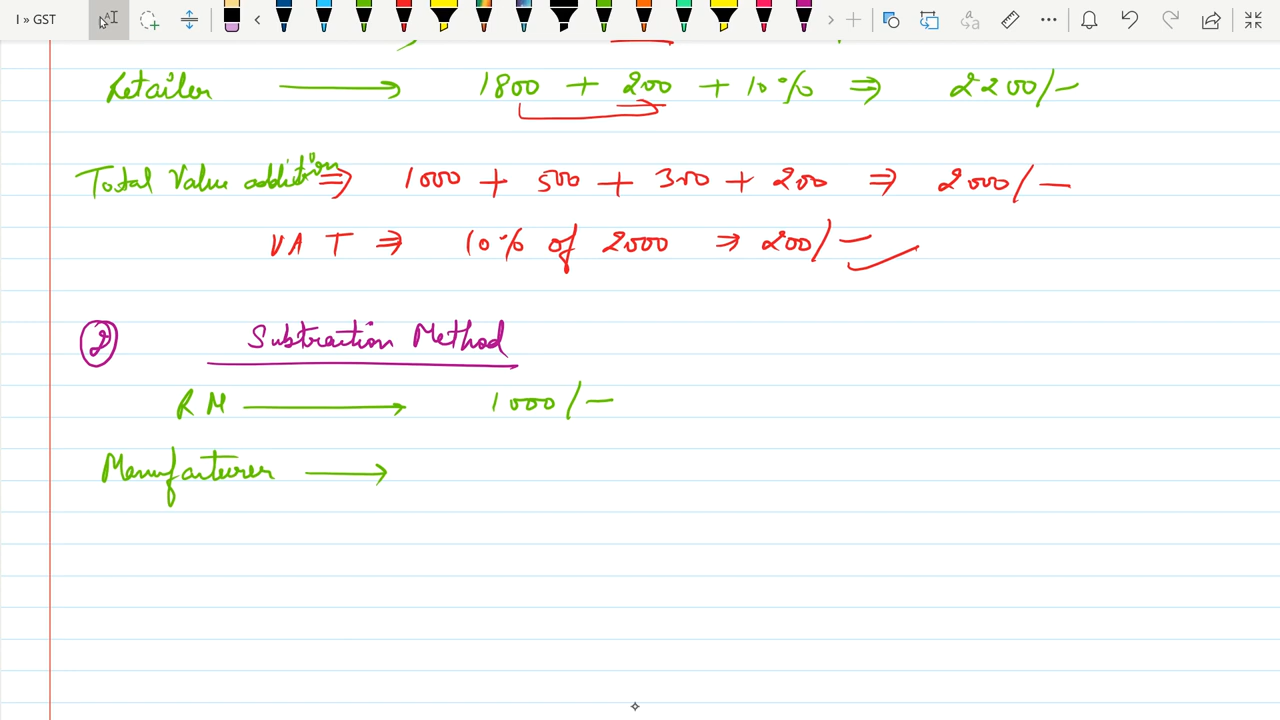 I » GST
Retailer → 1800 + 200 + 10% ⇒ 2200/-
Total Value addition ⇒ 1000 + 500 + 300 + 200 ⇒ 2000/-
VAT ⇒ 10% of 2000 ⇒ 200/-
2 Subtraction Method
RM → 1000/-
Manufacturer →